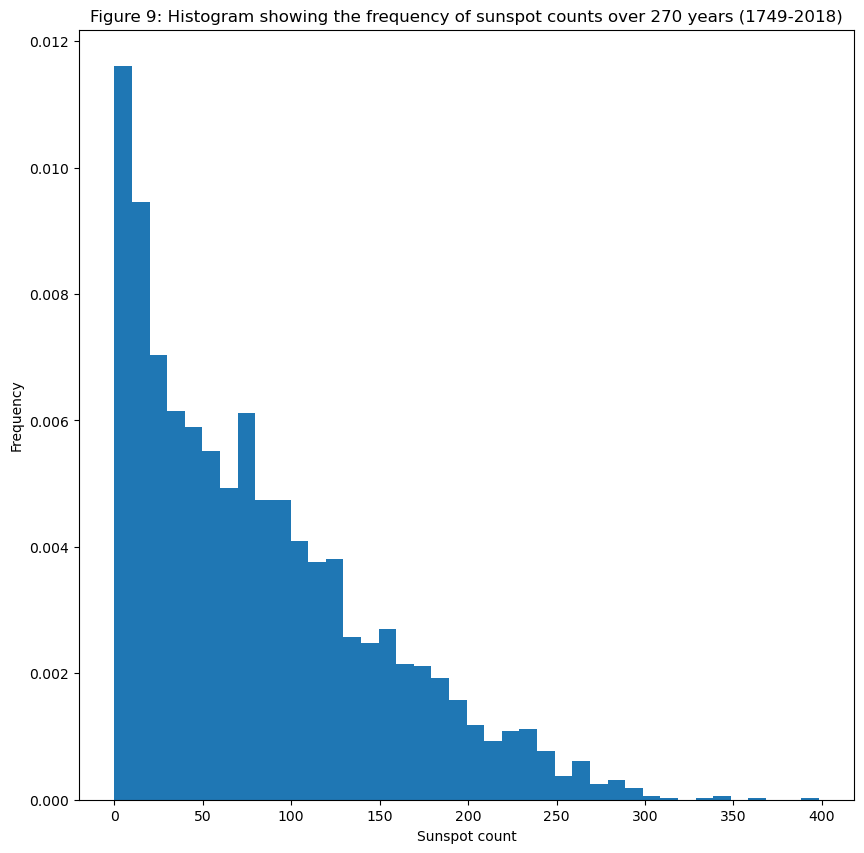 Figure 9: Histogram showing the frequency of sunspot counts over 270 years (1749-2018)
0.012
0.010
0.008
0.006
0.004
0.002
0.000
Frequency
0 50 100 150 200 250 300 350 400
Sunspot count